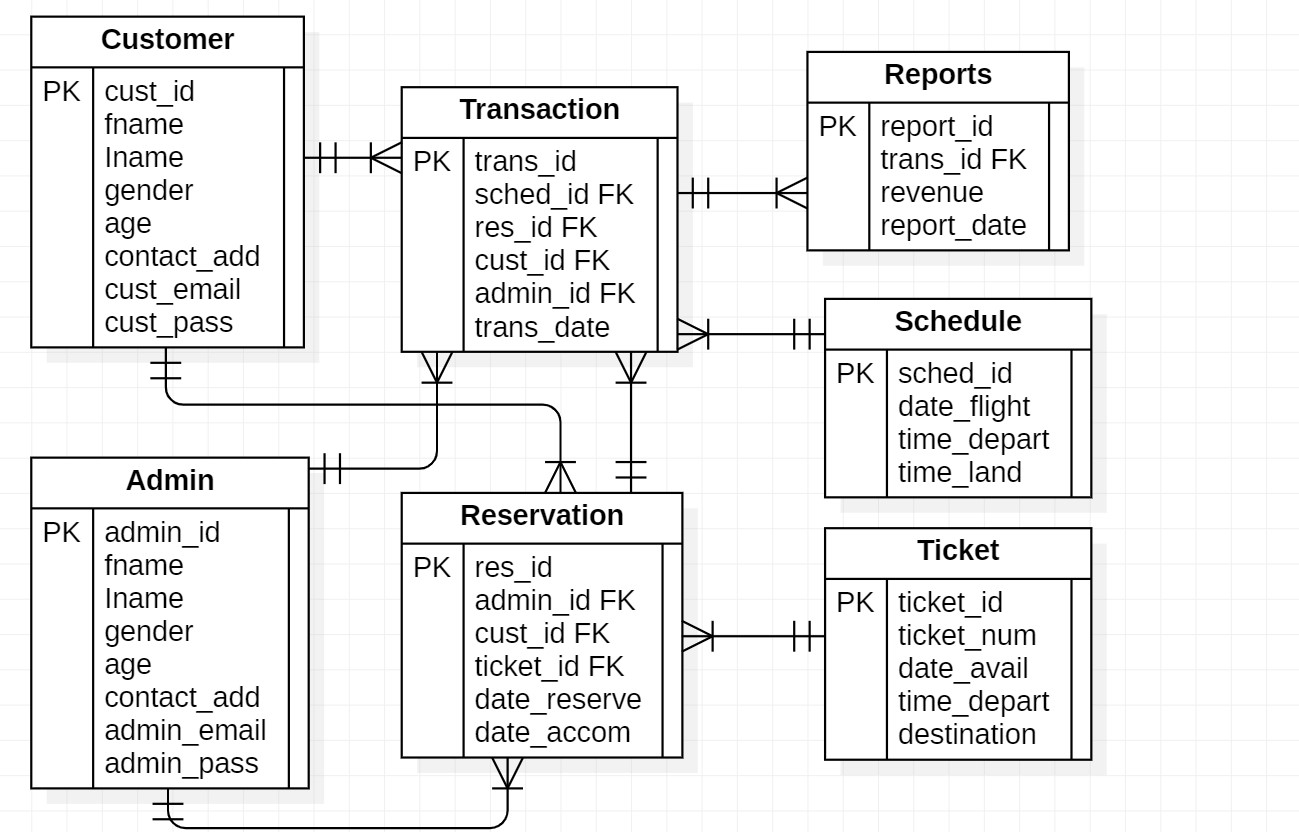 Customer
PK cust_id
fname
lname
gender
age
contact_add
cust_email
cust_pass
Transaction
PK trans_id
sched_id FK
res_id FK
cust_id FK
admin_id FK
trans_date
Reports
PK report_id
trans_id FK
revenue
report_date
Schedule
PK sched_id
date_flight
time_depart
time_land
Admin
PK admin_id
fname
lname
gender
age
contact_add
admin_email
admin_pass
Reservation
PK res_id
admin_id FK
cust_id FK
ticket_id FK
date_reserve
date_accom
Ticket
PK ticket_id
ticket_num
date_avail
time_depart
destination